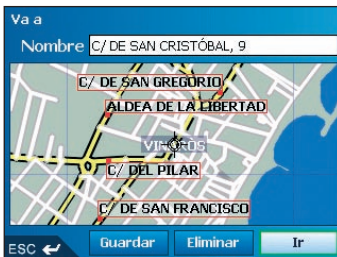 Va a
Nombre C/ DE SAN CRISTÓBAL, 9
C/ DE SAN GREGORIO
ALDEA DE LA LIBERTAD
VINARÒS
C/ DEL PILAR
C/ DE SAN FRANCISCO
ESC Guardar Eliminar Ir